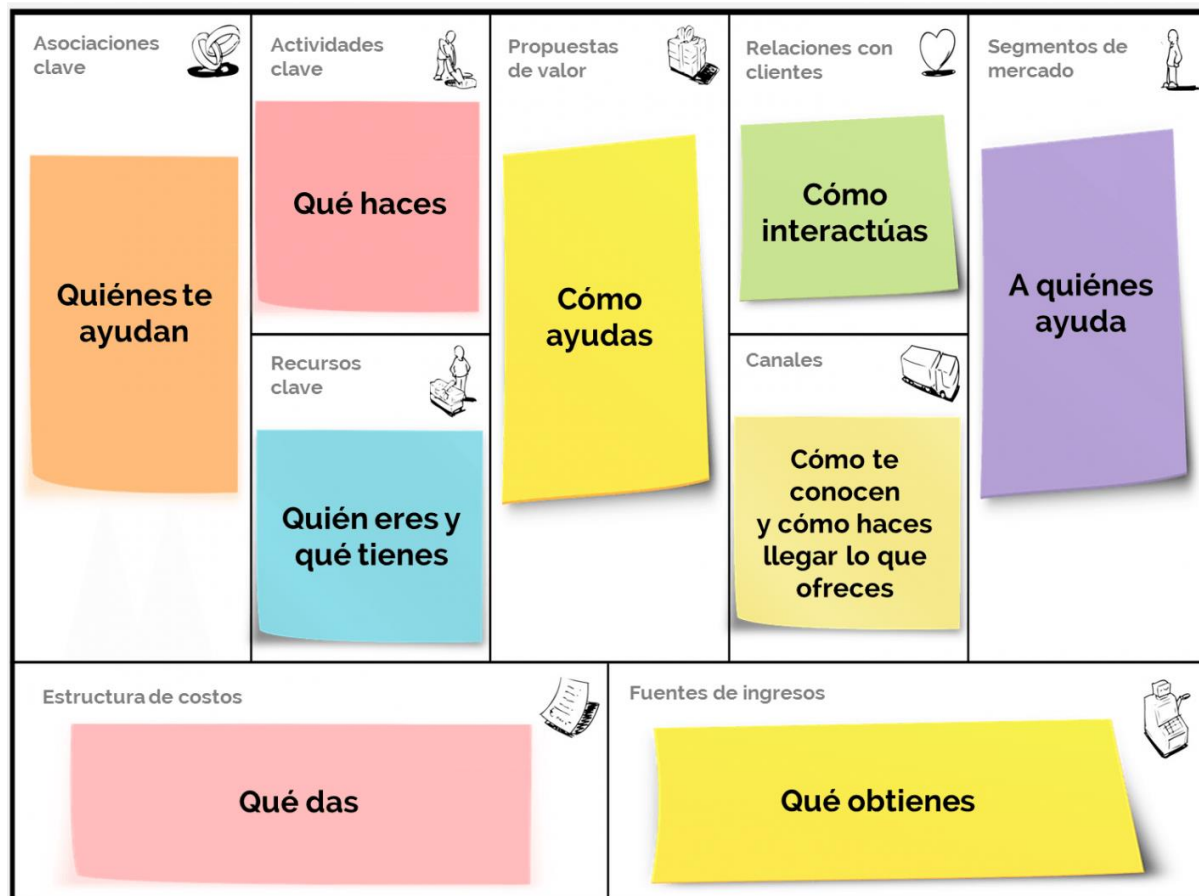 Asociaciones
clave
Quiénes te
ayudan
Actividades
clave
Qué haces
Recursos
clave
Quién eres y
qué tienes
Propuestas
de valor
Cómo
ayudas
Relaciones con
clientes
Cómo
interactúas
Canales
Cómo te
conocen
y cómo haces
llegar lo que
ofreces
Segmentos de
mercado
A quiénes
ayuda
Estructura de costos
Qué das
Fuentes de ingresos
Qué obtienes